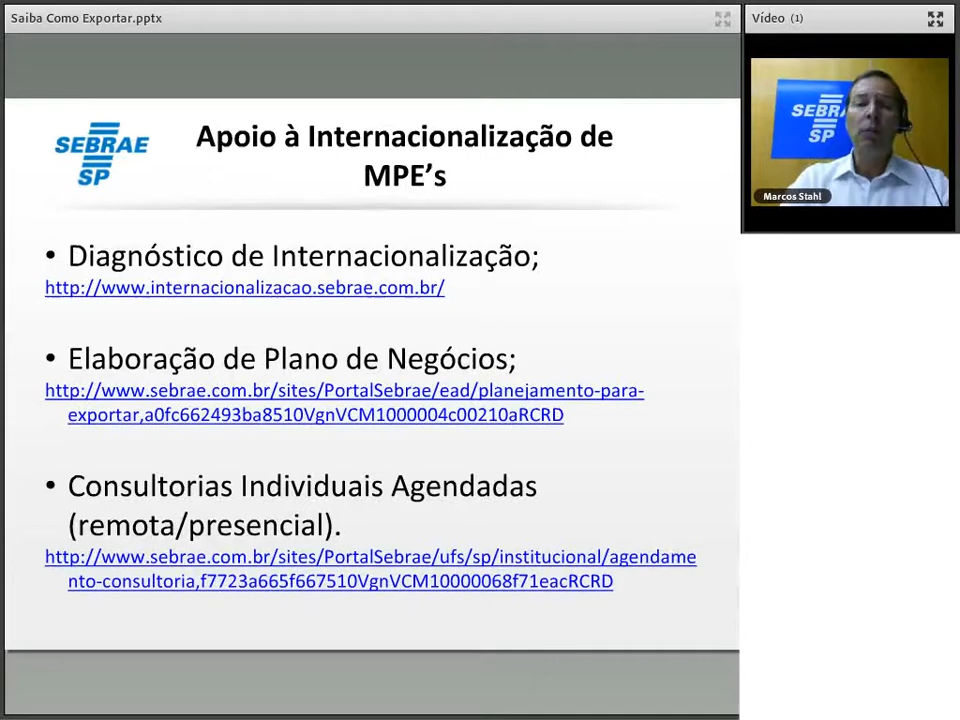 Saiba Como Exportar.pptx
Vídeo (1)
SEBRAE
SP
Marcos Stahl
SEBRAE
SP
Apoio à Internacionalização de
MPE’s
• Diagnóstico de Internacionalização;
http://www.internacionalizacao.sebrae.com.br/
• Elaboração de Plano de Negócios;
http://www.sebrae.com.br/sites/PortalSebrae/ead/planejamento-para-
exportar,a0fc662493ba8510VgnVCM1000004c00210aRCRD
• Consultorias Individuais Agendadas
(remota/presencial).
http://www.sebrae.com.br/sites/PortalSebrae/ufs/sp/institucional/agendame
nto-consultoria,f7723a665f667510VgnVCM10000068f71eacRCRD